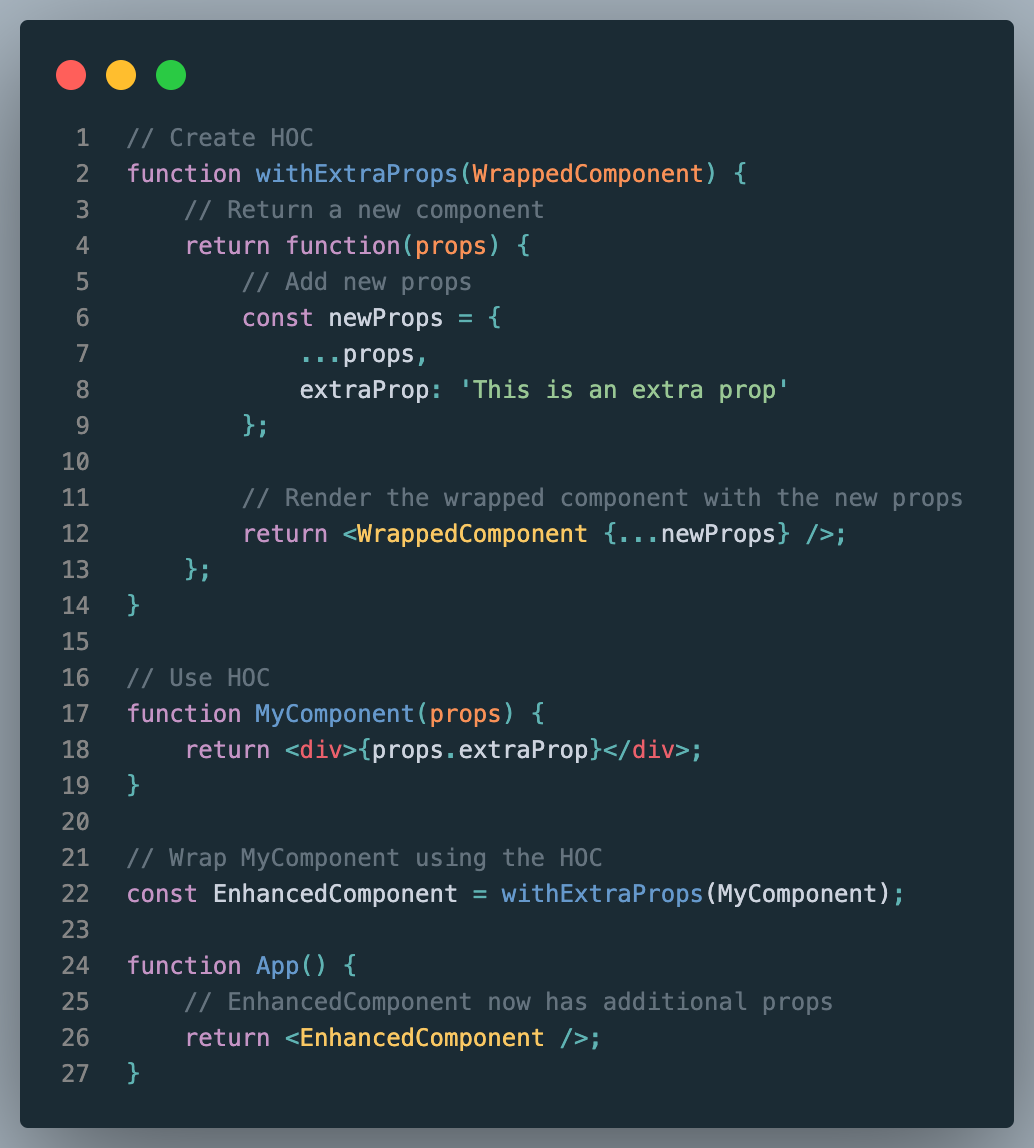 1 // Create HOC
2 function withExtraProps(WrappedComponent) {
3     // Return a new component
4     return function(props) {
5         // Add new props
6         const newProps = {
7             ...props,
8             extraProp: 'This is an extra prop'
9         };
10
11         // Render the wrapped component with the new props
12         return <WrappedComponent {...newProps} />;
13     };
14 }
15
16 // Use HOC
17 function MyComponent(props) {
18     return <div>{props.extraProp}</div>;
19 }
20
21 // Wrap MyComponent using the HOC
22 const EnhancedComponent = withExtraProps(MyComponent);
23
24 function App() {
25     // EnhancedComponent now has additional props
26     return <EnhancedComponent />;
27 }